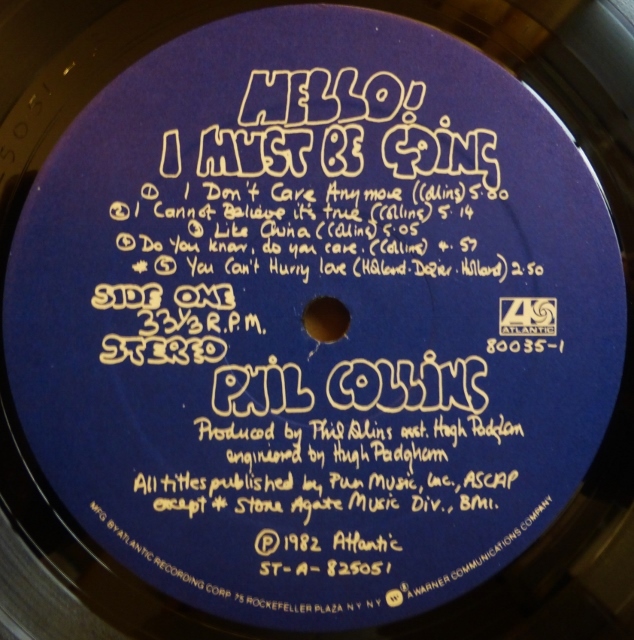 HELLO!
I MUST BE GOING
① I Don't Care Anymore (Collins) 5.00
② I Cannot Believe it's true (Collins) 5.14
③ Like China (Collins) 5.05
④ Do You know, do you care. (Collins) 4.57
* ⑤ You Can't Hurry love (Holland.Dozier.Holland) 2.50
SIDE ONE
33⅓ R.P.M.
STEREO
ATLANTIC
80035-1
PHIL COLLINS
Produced by Phil Collins asst. Hugh Padgham
engineered by Hugh Padgham
All titles published by Pun Music, Inc., ASCAP
except * Stone Agate Music Div., BMI.
Ⓟ 1982 Atlantic
ST-A-825051
MFG BY ATLANTIC RECORDING CORP 75 ROCKEFELLER PLAZA N Y N Y A WARNER COMMUNICATIONS COMPANY